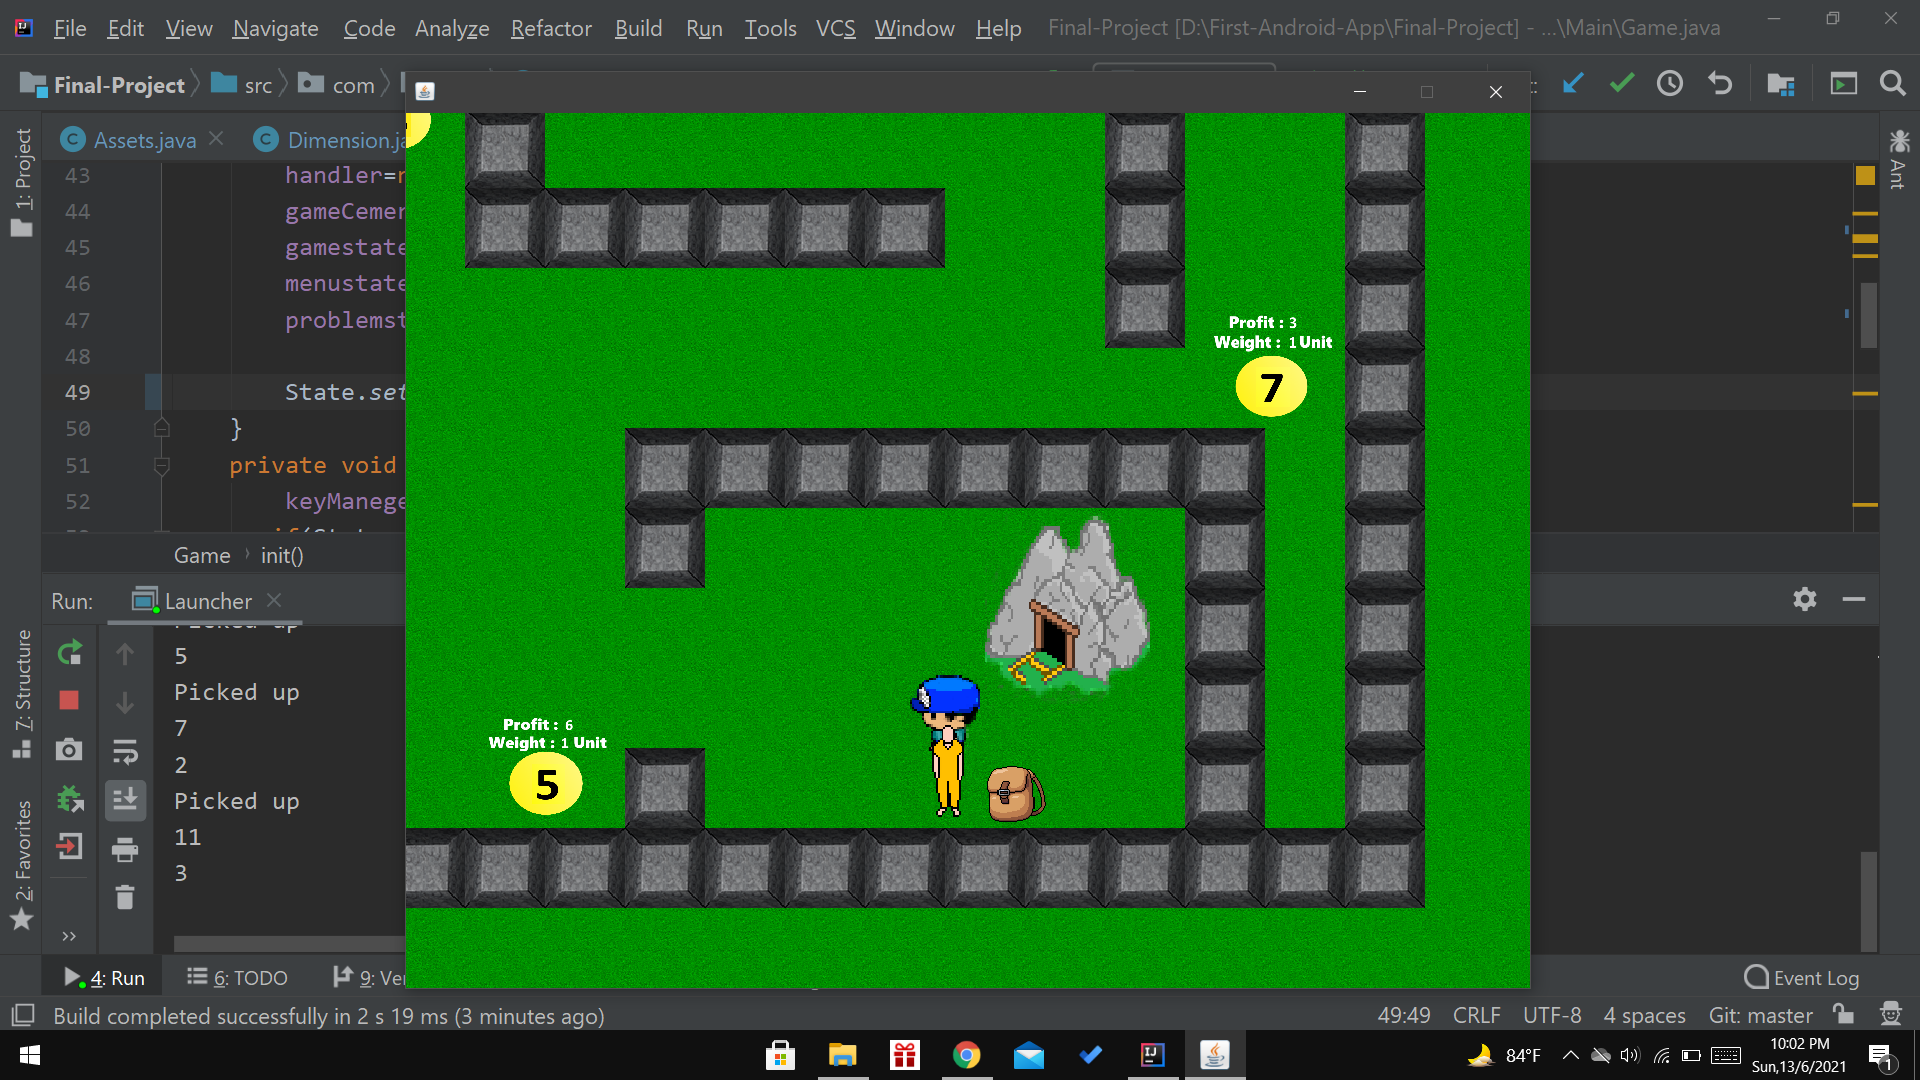 File Edit View Navigate Code Analyze Refactor Build Run Tools VCS Window Help Final-Project [D:\First-Android-App\Final-Project] - ...\Main\Game.java
Final-Project src com
Assets.java Dimension.ja
1: Project
Ant
43 handler=
44 gameCemer
45 gamestate
46 menustate
47 problemst
48
49 State.set
50 }
51 private void
52 keyManege
Game init()
Profit : 3
Weight : 1 Unit
7
Run: Launcher
Picked up
5
Picked up
7
2
Picked up
11
3
7: Structure
2: Favorites
Profit : 6
Weight : 1 Unit
5
4: Run 6: TODO 9: Ve Event Log
Build completed successfully in 2 s 19 ms (3 minutes ago) 49:49 CRLF UTF-8 4 spaces Git: master
84°F 10:02 PM
Sun,13/6/2021
1